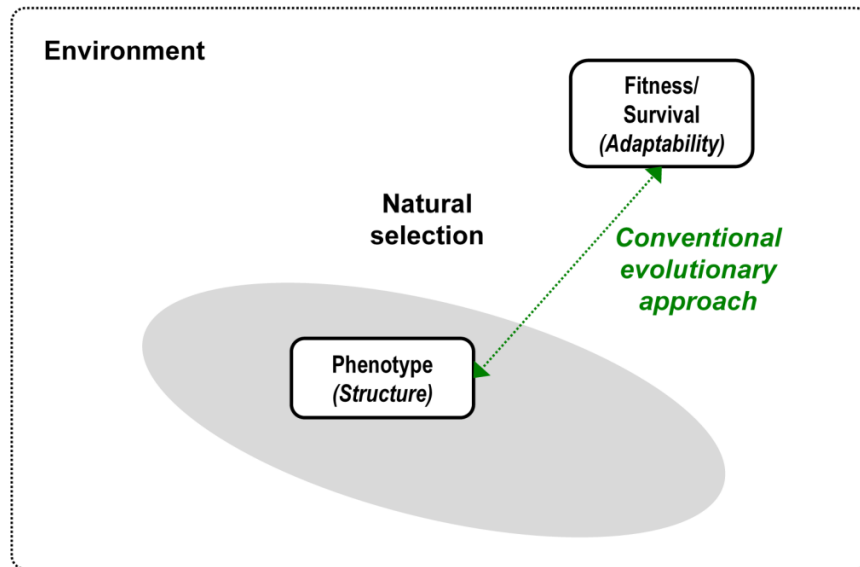 Environment
Fitness/
Survival
(Adaptability)
Natural
selection
Conventional
evolutionary
approach
Phenotype
(Structure)